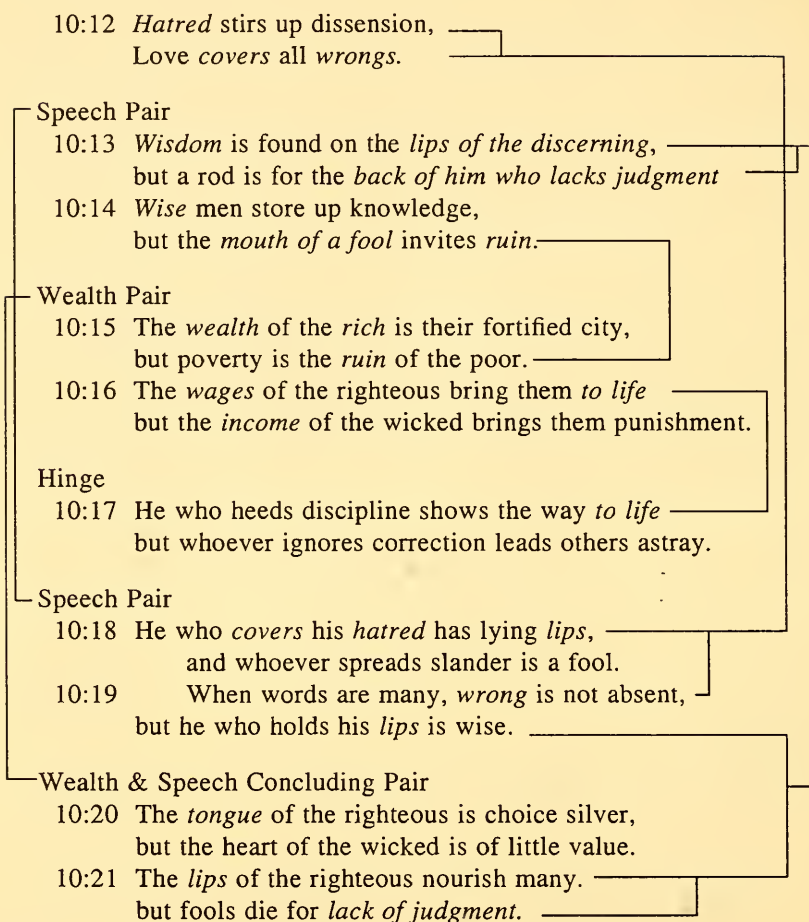 10:12 Hatred stirs up dissension,
Love covers all wrongs.
Speech Pair
10:13 Wisdom is found on the lips of the discerning,
but a rod is for the back of him who lacks judgment
10:14 Wise men store up knowledge,
but the mouth of a fool invites ruin.
Wealth Pair
10:15 The wealth of the rich is their fortified city,
but poverty is the ruin of the poor.
10:16 The wages of the righteous bring them to life
but the income of the wicked brings them punishment.
Hinge
10:17 He who heeds discipline shows the way to life
but whoever ignores correction leads others astray.
Speech Pair
10:18 He who covers his hatred has lying lips,
and whoever spreads slander is a fool.
10:19 When words are many, wrong is not absent,
but he who holds his lips is wise.
Wealth & Speech Concluding Pair
10:20 The tongue of the righteous is choice silver,
but the heart of the wicked is of little value.
10:21 The lips of the righteous nourish many.
but fools die for lack of judgment.